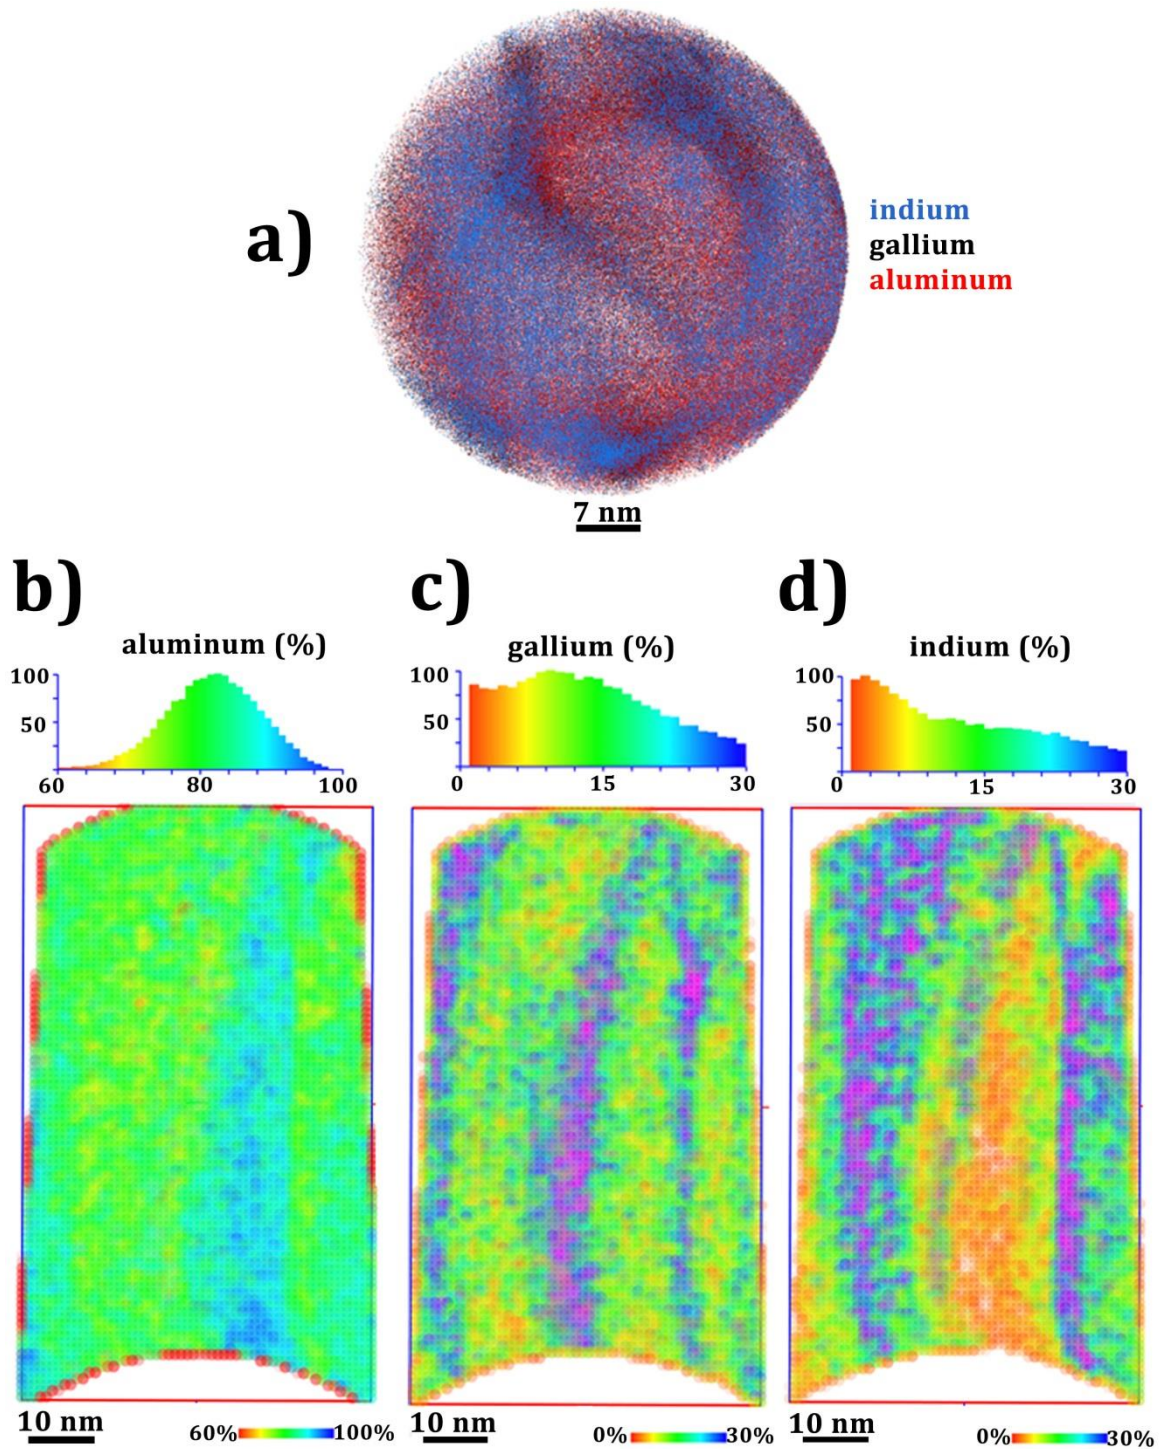 a)
indium
gallium
aluminum
7 nm
b)
c)
d)
aluminum (%)
gallium (%)
indium (%)
100
50
60 80 100
100
50
0 15 30
100
50
0 15 30
10 nm
60% 100%
10 nm
0% 30%
10 nm
0% 30%